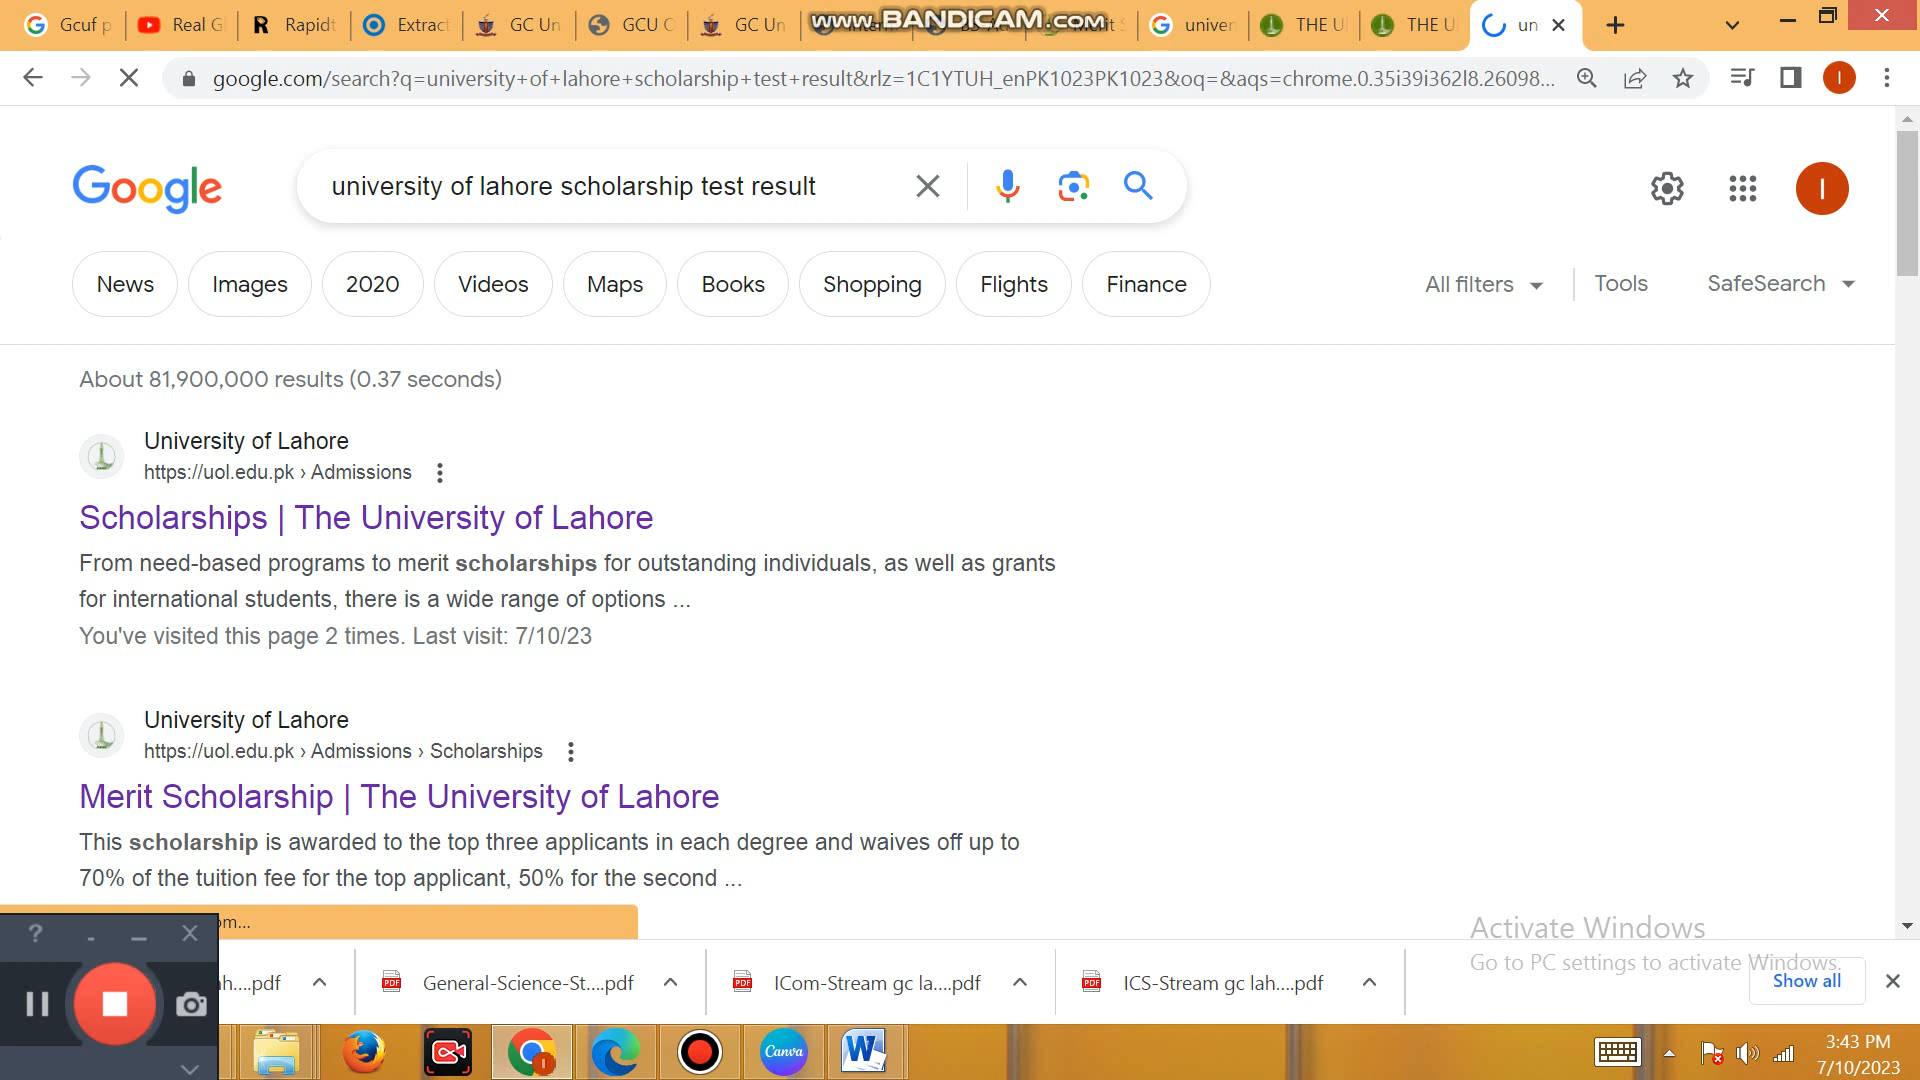 Gcuf p
Real G
Rapidt
Extract
GC Un
GCU O
GC Un
www.BANDICAM.com
univer
THE U
THE U
un
google.com/search?q=university+of+lahore+scholarship+test+result&rlz=1C1YTUH_enPK1023PK1023&oq=&aqs=chrome.0.35i39i362l8.26098...
I
Google
university of lahore scholarship test result
I
News
Images
2020
Videos
Maps
Books
Shopping
Flights
Finance
All filters
Tools
SafeSearch
About 81,900,000 results (0.37 seconds)
University of Lahore
https://uol.edu.pk › Admissions
Scholarships | The University of Lahore
From need-based programs to merit scholarships for outstanding individuals, as well as grants
for international students, there is a wide range of options ...
You've visited this page 2 times. Last visit: 7/10/23
University of Lahore
https://uol.edu.pk › Admissions › Scholarships
Merit Scholarship | The University of Lahore
This scholarship is awarded to the top three applicants in each degree and waives off up to
70% of the tuition fee for the top applicant, 50% for the second ...
om...
Activate Windows
Go to PC settings to activate Windows.
h....pdf
General-Science-St....pdf
ICom-Stream gc la....pdf
ICS-Stream gc lah....pdf
Show all
Canva
W
3:43 PM
7/10/2023